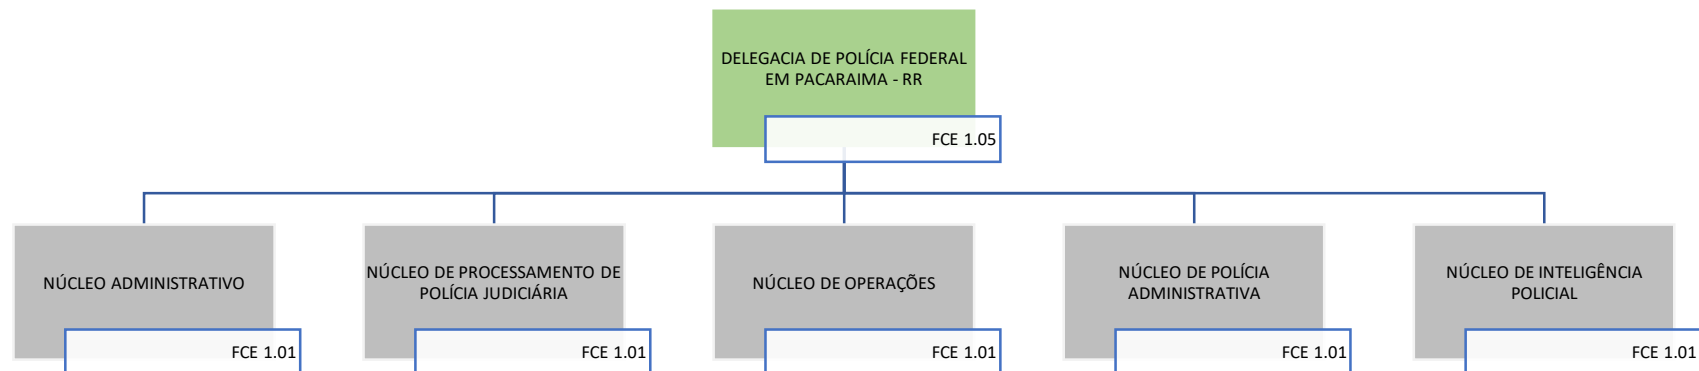 DELEGACIA DE POLÍCIA FEDERAL
EM PACARAIMA - RR
FCE 1.05
NÚCLEO ADMINISTRATIVO
FCE 1.01
NÚCLEO DE PROCESSAMENTO DE
POLÍCIA JUDICIÁRIA
FCE 1.01
NÚCLEO DE OPERAÇÕES
FCE 1.01
NÚCLEO DE POLÍCIA
ADMINISTRATIVA
FCE 1.01
NÚCLEO DE INTELIGÊNCIA
POLICIAL
FCE 1.01